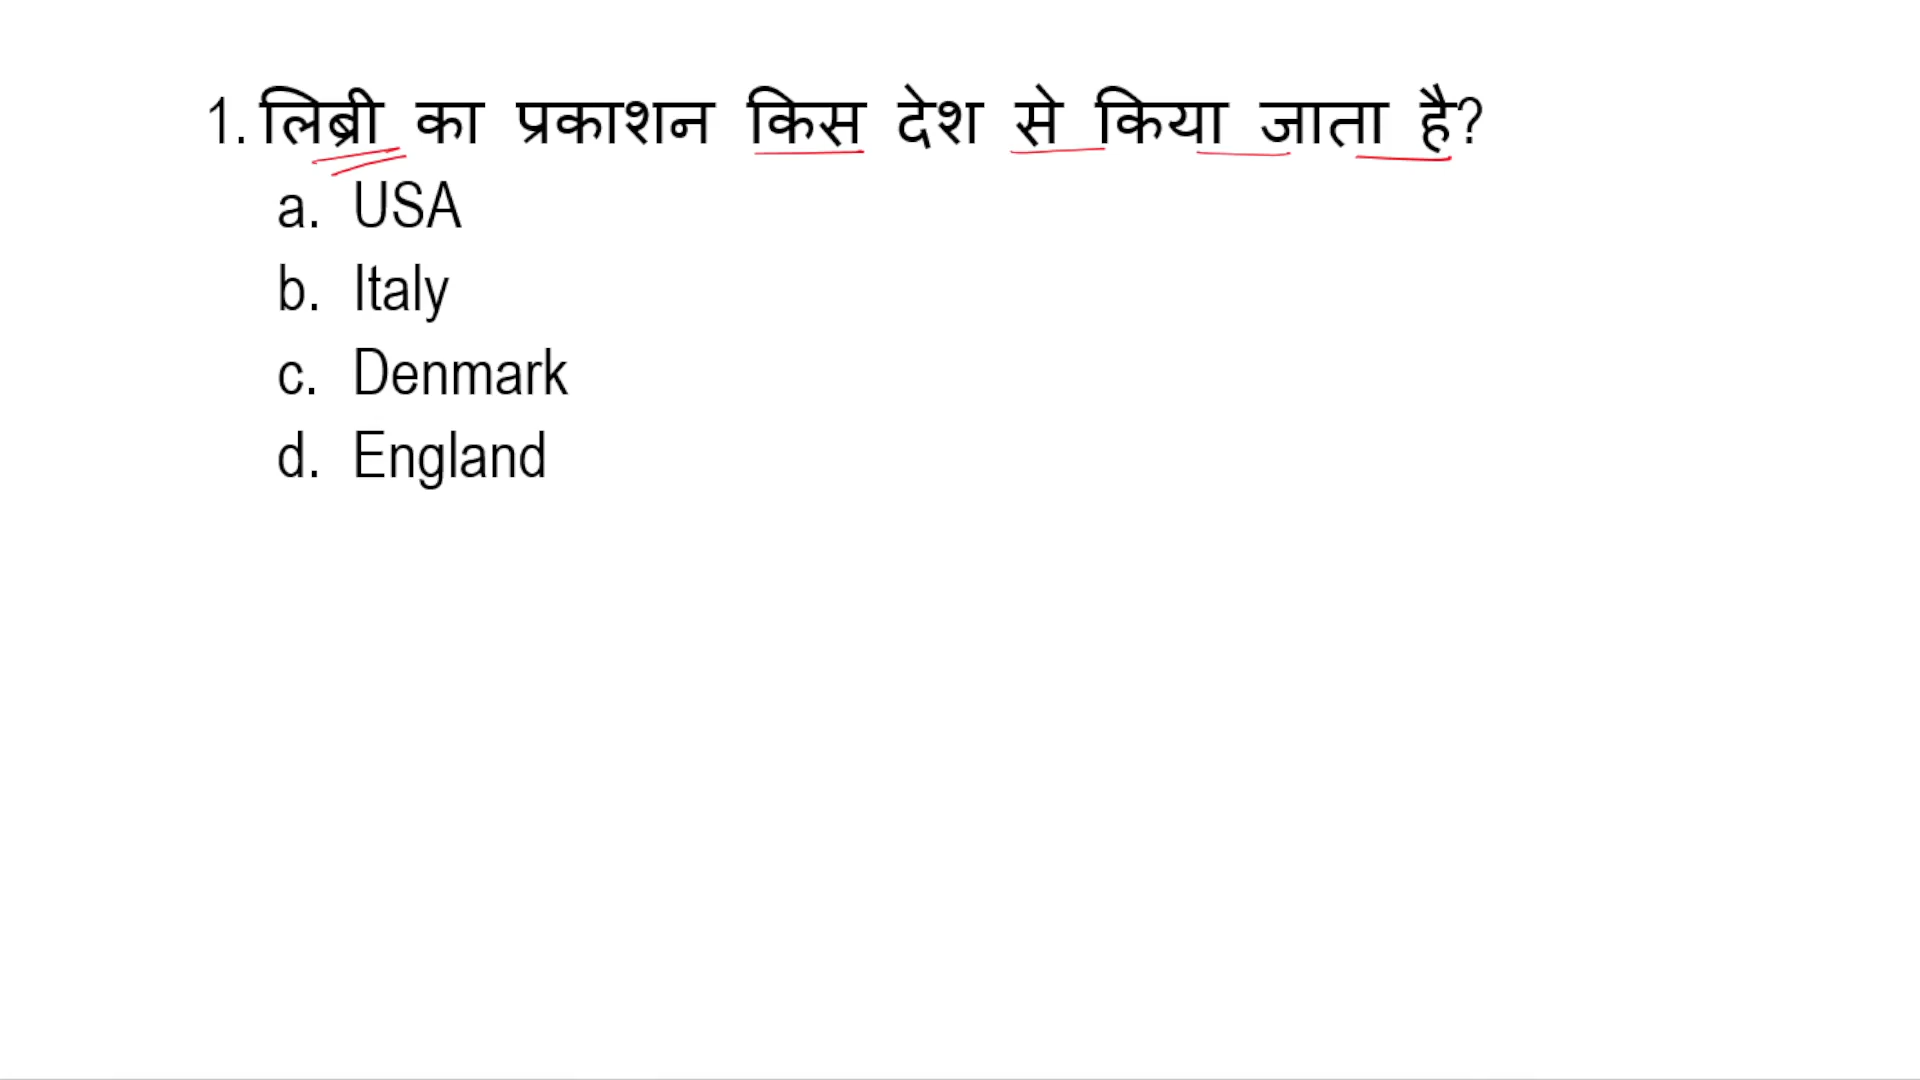 1. लिब्री का प्रकाशन किस देश से किया जाता है?
a. USA
b. Italy
c. Denmark
d. England